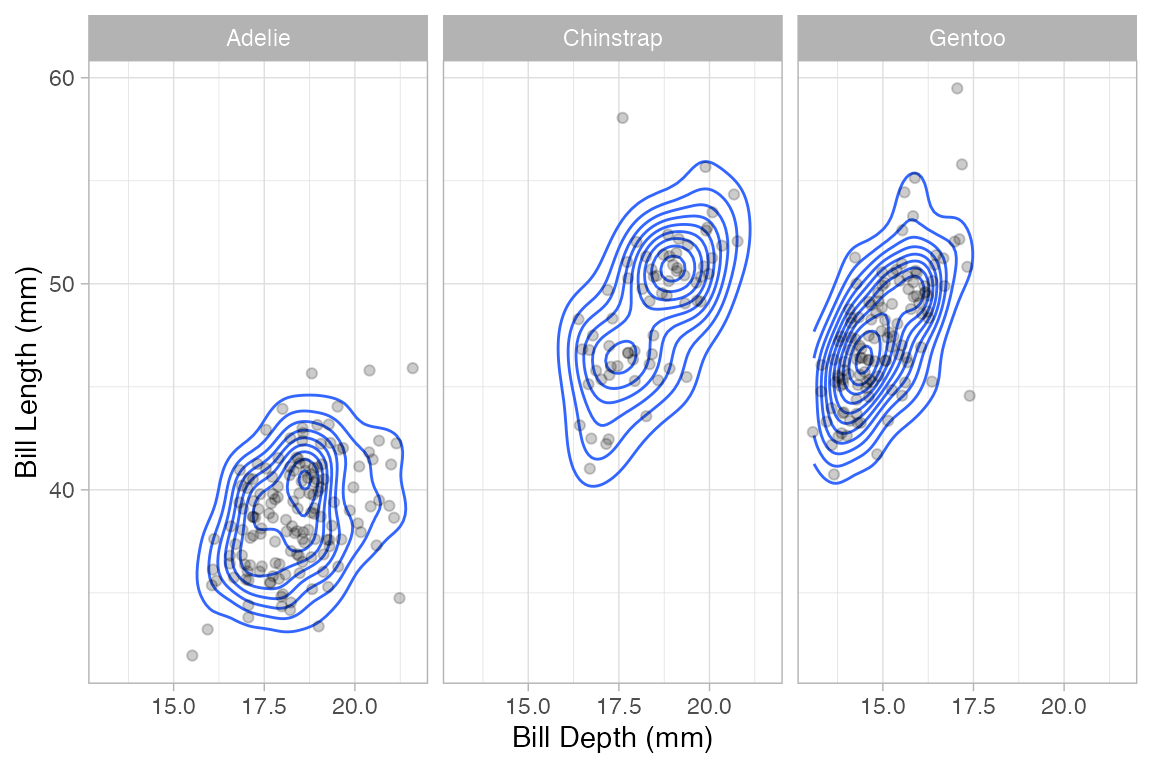 Adelie Chinstrap Gentoo
60
50
40
Bill Length (mm)
15.0 17.5 20.0 15.0 17.5 20.0 15.0 17.5 20.0
Bill Depth (mm)